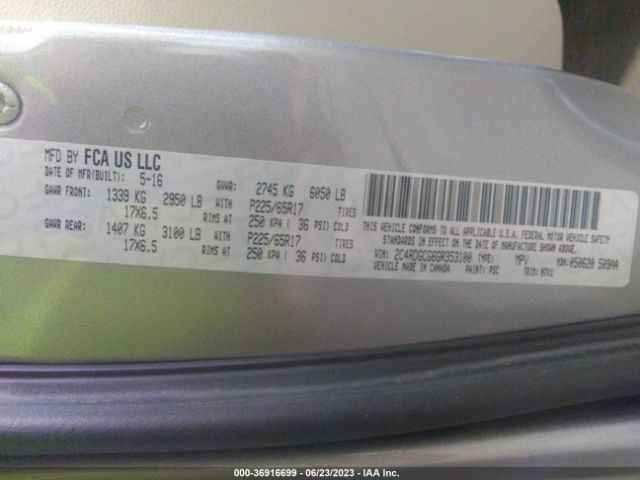 MFD BY FCA US LLC
DATE OF MFR(BUILT): 5-16 GVWR: 2745 KG 6050 LB
GAWR FRONT: 1339 KG 2950 LB WITH P225/65R17 TIRES
17X6.5 RIMS AT 250 KPA ( 36 PSI) COLD
GAWR REAR: 1407 KG 3100 LB WITH P225/65R17 TIRES
17X6.5 RIMS AT 250 KPA ( 36 PSI) COLD
THIS VEHICLE CONFORMS TO ALL APPLICABLE U.S.A. FEDERAL MOTOR VEHICLE SAFETY
STANDARDS IN EFFECT ON THE DATE OF MANUFACTURE SHOWN ABOVE.
VIN: 2C4RDGCG6GR353100 TYPE: MPV MDH: 050620 509AA
VEHICLE MADE IN CANADA PAINT: PSC TRIM:
000-36916699 - 06/23/2023 - IAA Inc.